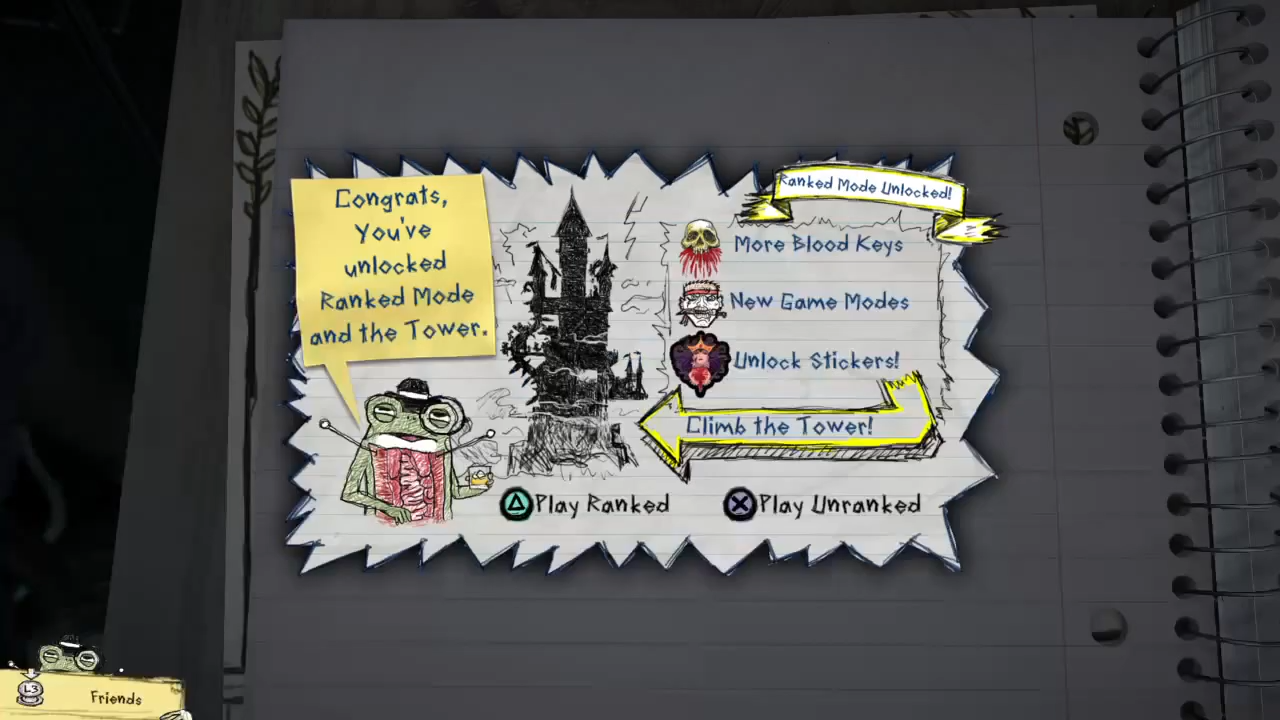 Congrats,
You've
unlocked
Ranked Mode
and the Tower.
Ranked Mode Unlocked!
More Blood Keys
New Game Modes
Unlock Stickers!
Climb the Tower!
Play Ranked
Play Unranked
L3
Friends